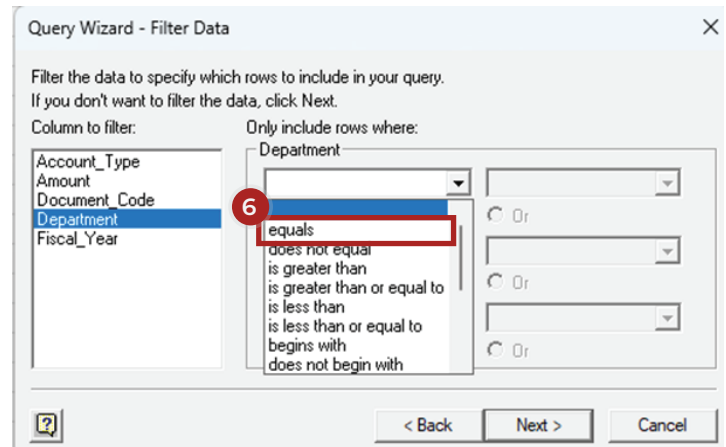 Query Wizard - Filter Data
Filter the data to specify which rows to include in your query.
If you don't want to filter the data, click Next.
Column to filter:
Only include rows where:
Account_Type
Amount
Document_Code
Department
Fiscal_Year
Department
6
equals
does not equal
is greater than
is greater than or equal to
is less than
is less than or equal to
begins with
does not begin with
Or
Or
Or
?
< Back
Next >
Cancel